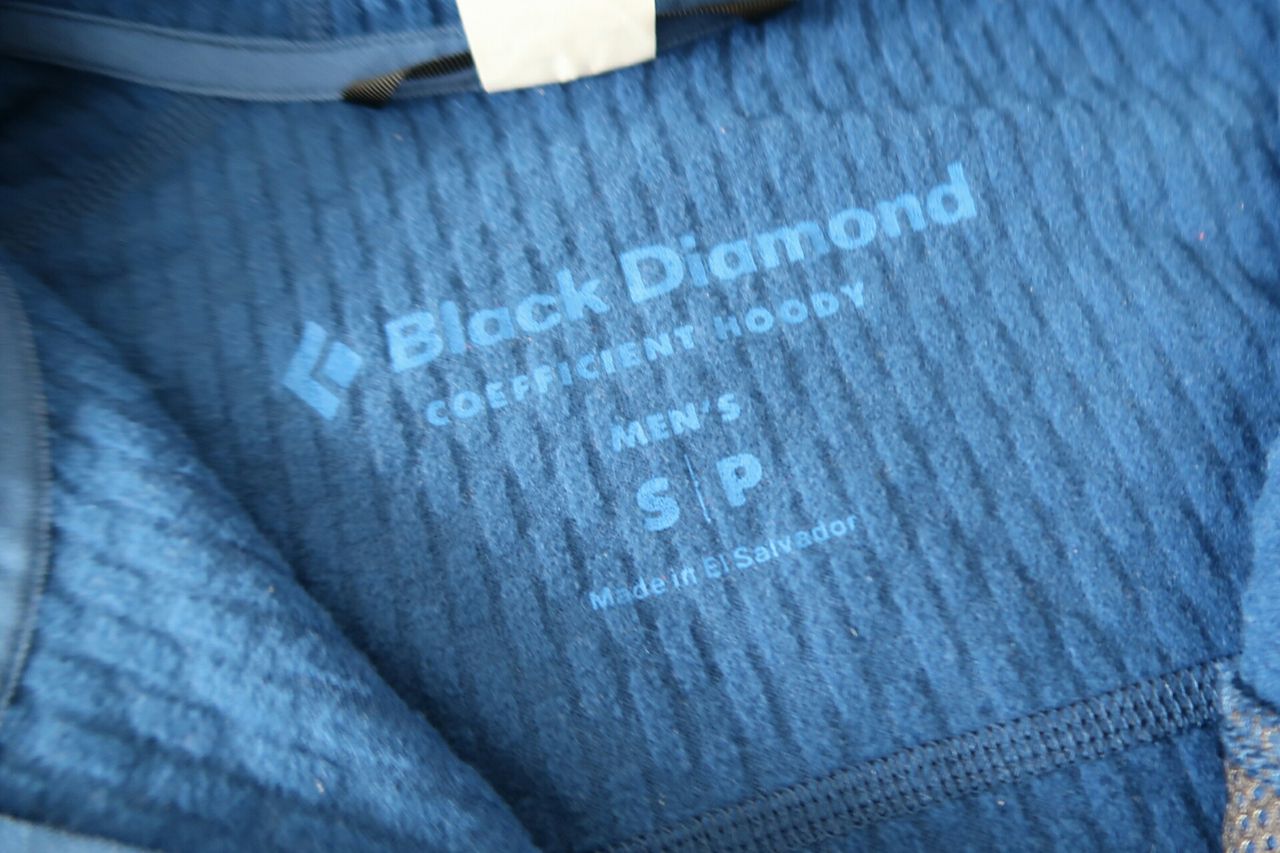 Black Diamond
COEFFICIENT HOODY
MEN'S
S | P
Made in El Salvador